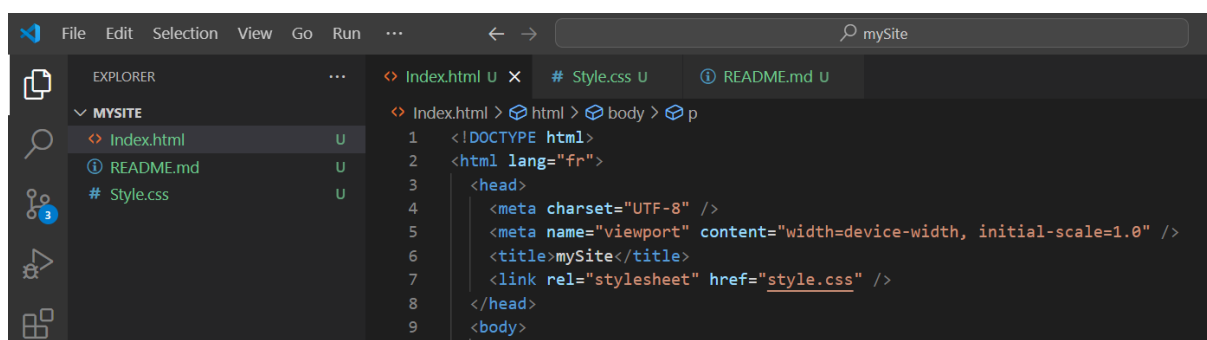 File Edit Selection View Go Run ··· ← → mySite
EXPLORER ···
MYSITE
Index.html U
README.md U
Style.css U
3
Index.html U × # Style.css U README.md U
Index.html > html > body > p
1 <!DOCTYPE html>
2 <html lang="fr">
3 <head>
4 <meta charset="UTF-8" />
5 <meta name="viewport" content="width=device-width, initial-scale=1.0" />
6 <title>mySite</title>
7 <link rel="stylesheet" href="style.css" />
8 </head>
9 <body>